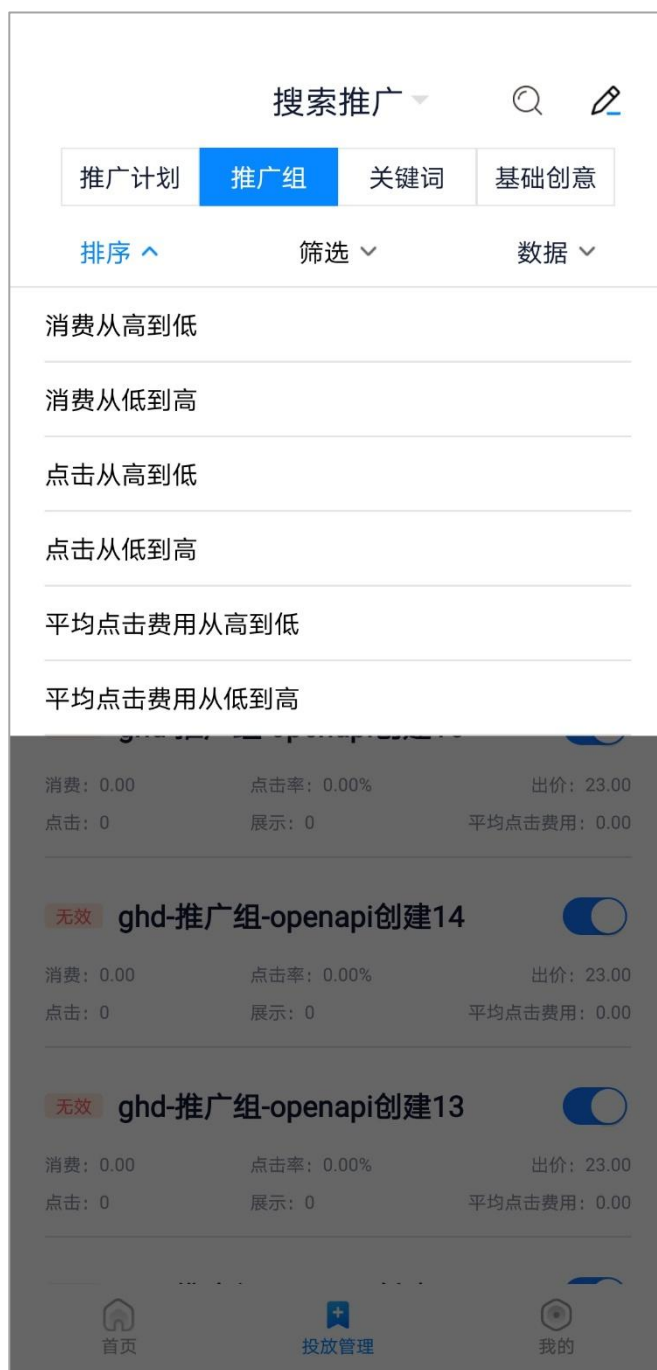 搜索推广
推广计划 推广组 关键词 基础创意
排序 筛选 数据
消费从高到低
消费从低到高
点击从高到低
点击从低到高
平均点击费用从高到低
平均点击费用从低到高
消费：0.00 点击率：0.00% 出价：23.00
点击：0 展示：0 平均点击费用：0.00
无效 ghd-推广组-openapi创建14
消费：0.00 点击率：0.00% 出价：23.00
点击：0 展示：0 平均点击费用：0.00
无效 ghd-推广组-openapi创建13
消费：0.00 点击率：0.00% 出价：23.00
点击：0 展示：0 平均点击费用：0.00
首页 投放管理 我的